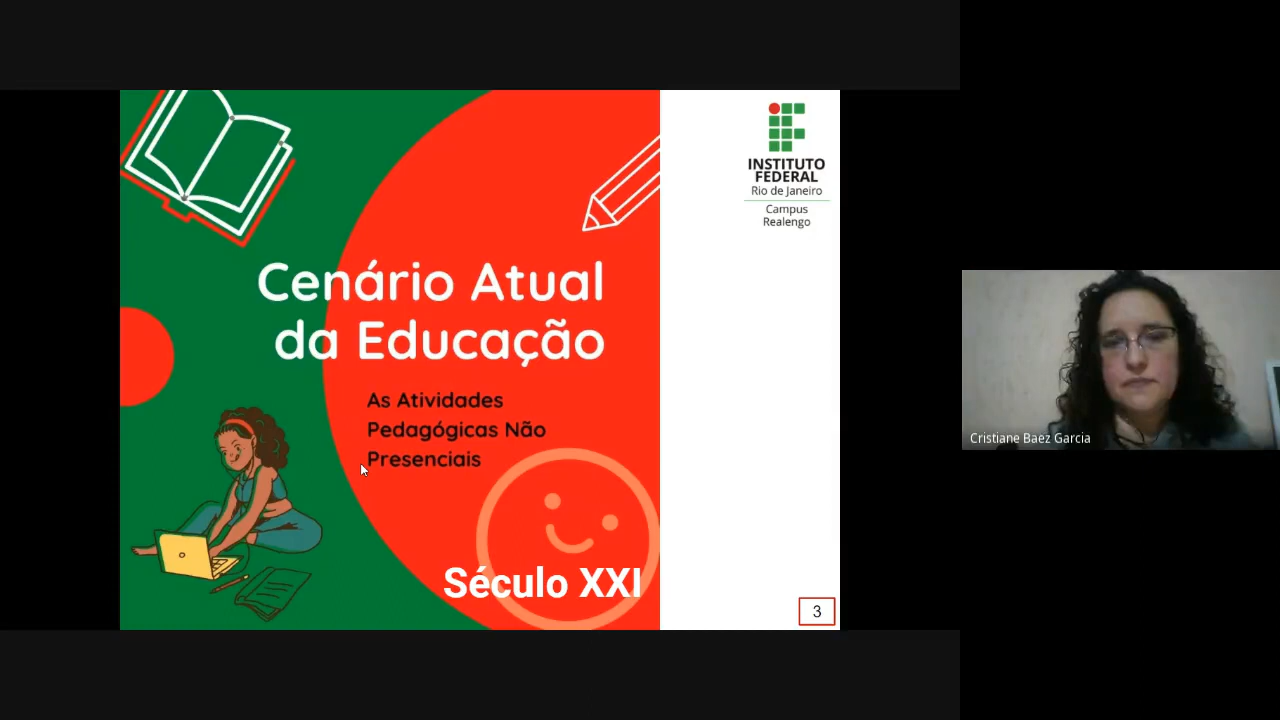 INSTITUTO
FEDERAL
Rio de Janeiro
Campus
Realengo
Cenário Atual
da Educação
As Atividades
Pedagógicas Não
Presenciais
Século XXI
3
Cristiane Baez Garcia